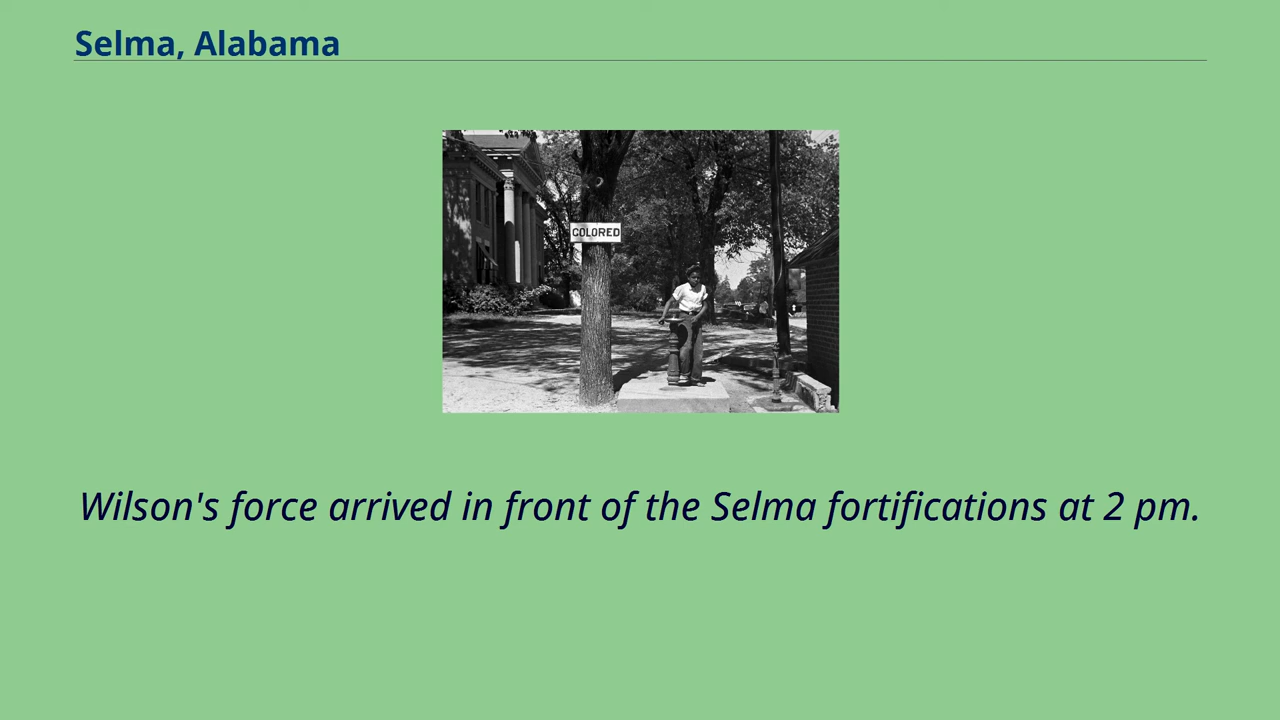 Selma, Alabama
COLORED
Wilson's force arrived in front of the Selma fortifications at 2 pm.